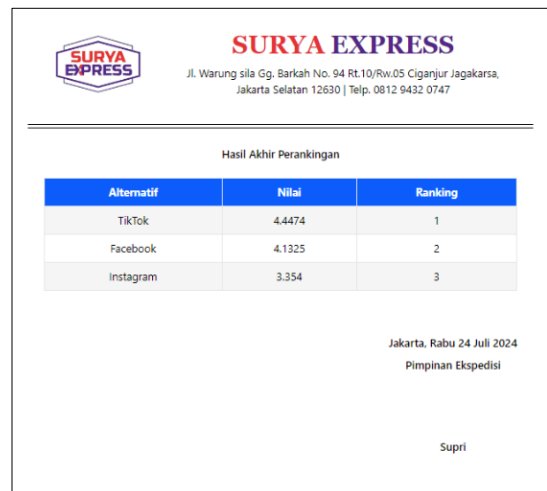 SURYA
EXPRESS
SURYA EXPRESS
Jl. Warung sila Gg. Barkah No. 94 Rt.10/Rw.05 Ciganjur Jagakarsa,
Jakarta Selatan 12630 | Telp. 0812 9432 0747
Hasil Akhir Perankingan
Alternatif Nilai Ranking
TikTok 4.4474 1
Facebook 4.1325 2
Instagram 3.354 3
Jakarta, Rabu 24 Juli 2024
Pimpinan Ekspedisi
Supri